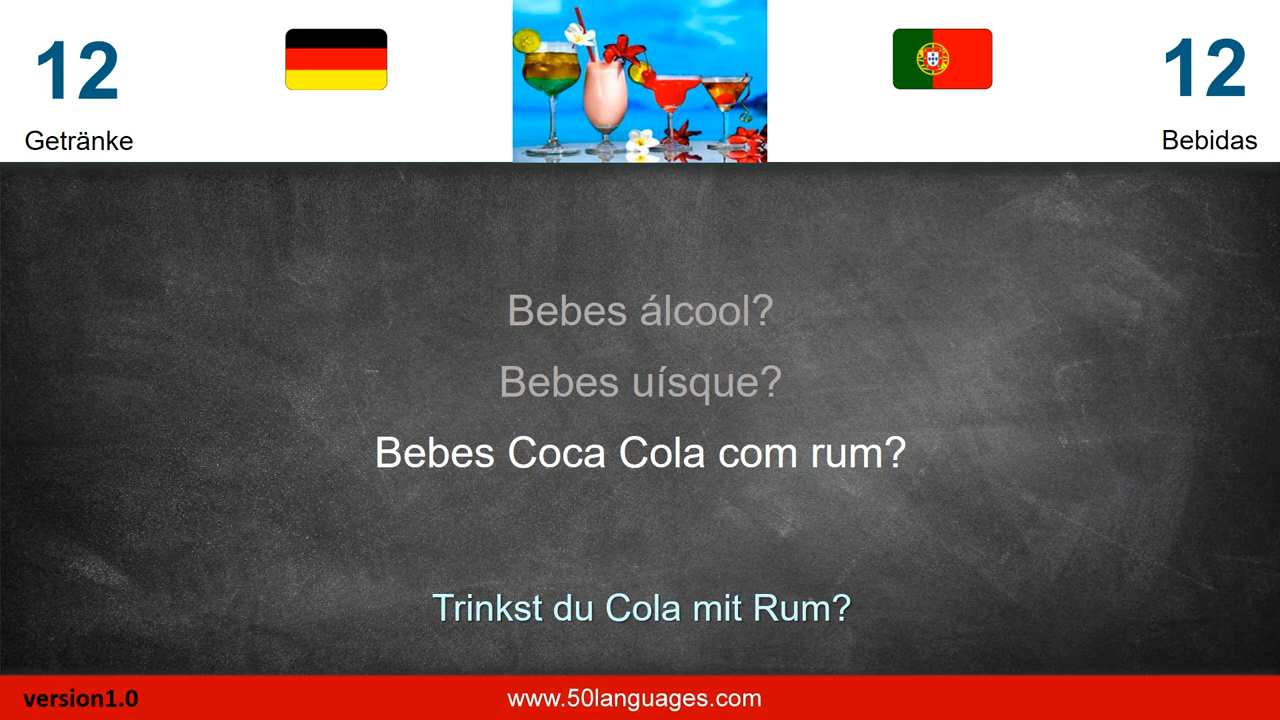 12
12
Getränke
Bebidas
Bebes álcool?
Bebes uísque?
Bebes Coca Cola com rum?
Trinkst du Cola mit Rum?
version1.0
www.50languages.com